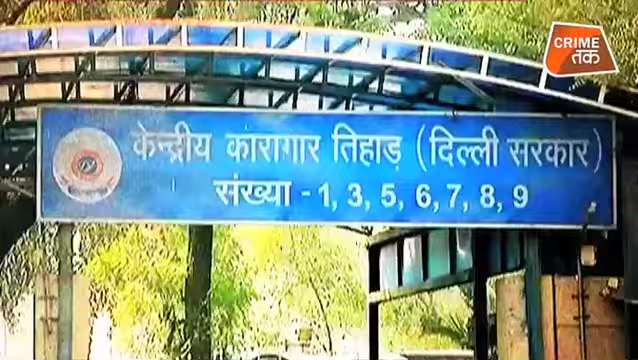 CRIME
तक
केन्द्रीय कारागार तिहाड़ (दिल्ली सरकार)
संख्या - 1, 3, 5, 6, 7, 8, 9